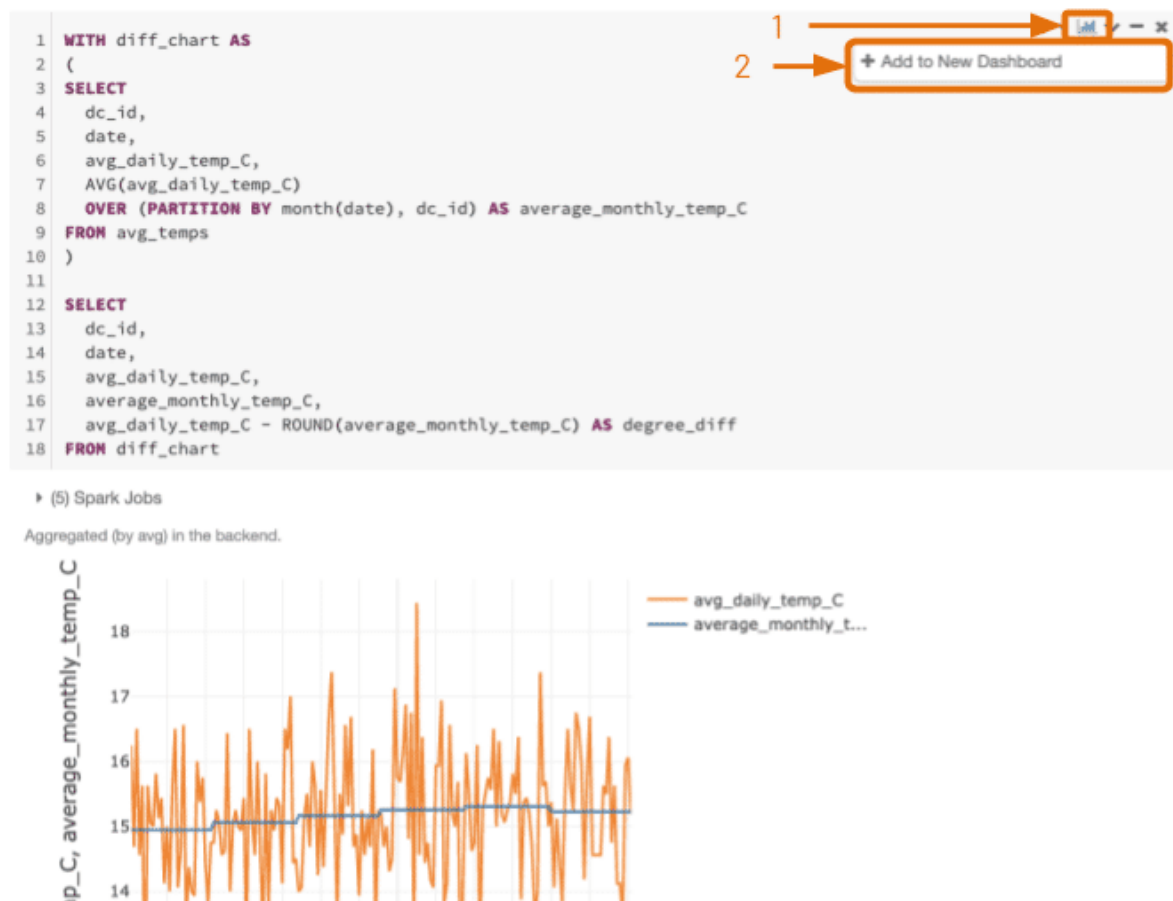 1
2
+ Add to New Dashboard
1 WITH diff_chart AS
2 (
3 SELECT
4 dc_id,
5 date,
6 avg_daily_temp_C,
7 AVG(avg_daily_temp_C)
8 OVER (PARTITION BY month(date), dc_id) AS average_monthly_temp_C
9 FROM avg_temps
10 )
11
12 SELECT
13 dc_id,
14 date,
15 avg_daily_temp_C,
16 average_monthly_temp_C,
17 avg_daily_temp_C - ROUND(average_monthly_temp_C) AS degree_diff
18 FROM diff_chart
(5) Spark Jobs
Aggregated (by avg) in the backend.
p_C, average_monthly_temp_C
18
17
16
15
14
avg_daily_temp_C
average_monthly_t...